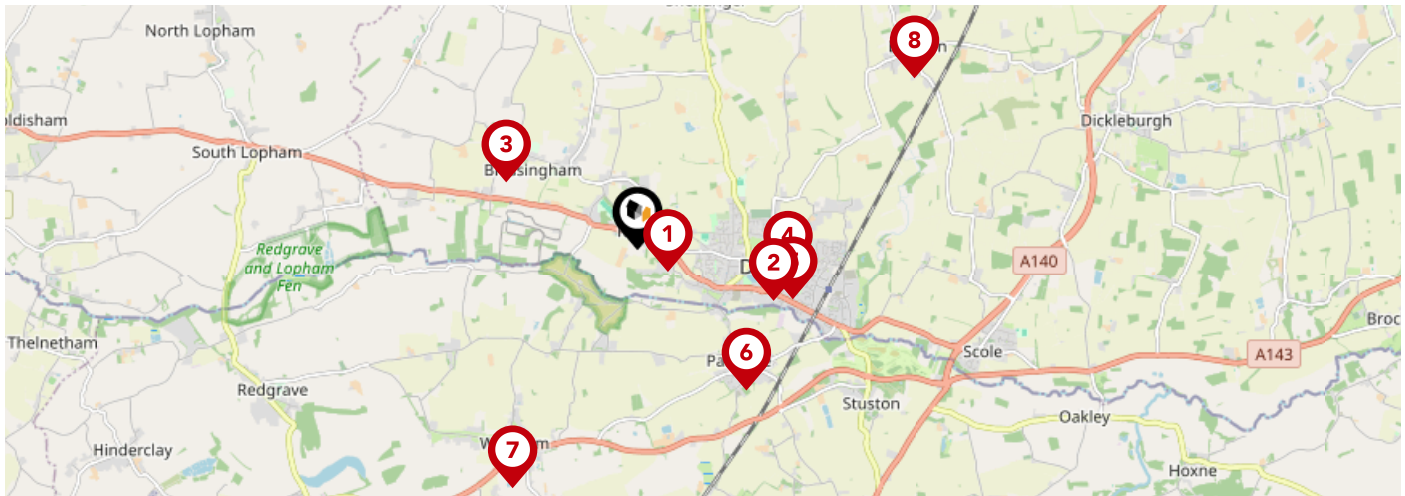 North Lopham
8
oldisham
Dickleburgh
3
South Lopham
Redgrave
and Lopham
Fen
1
4
2
A140
Thelnetham
6
Scole
A143
Redgrave
Stuston
Oakley
Hinderclay
7
Hoxne